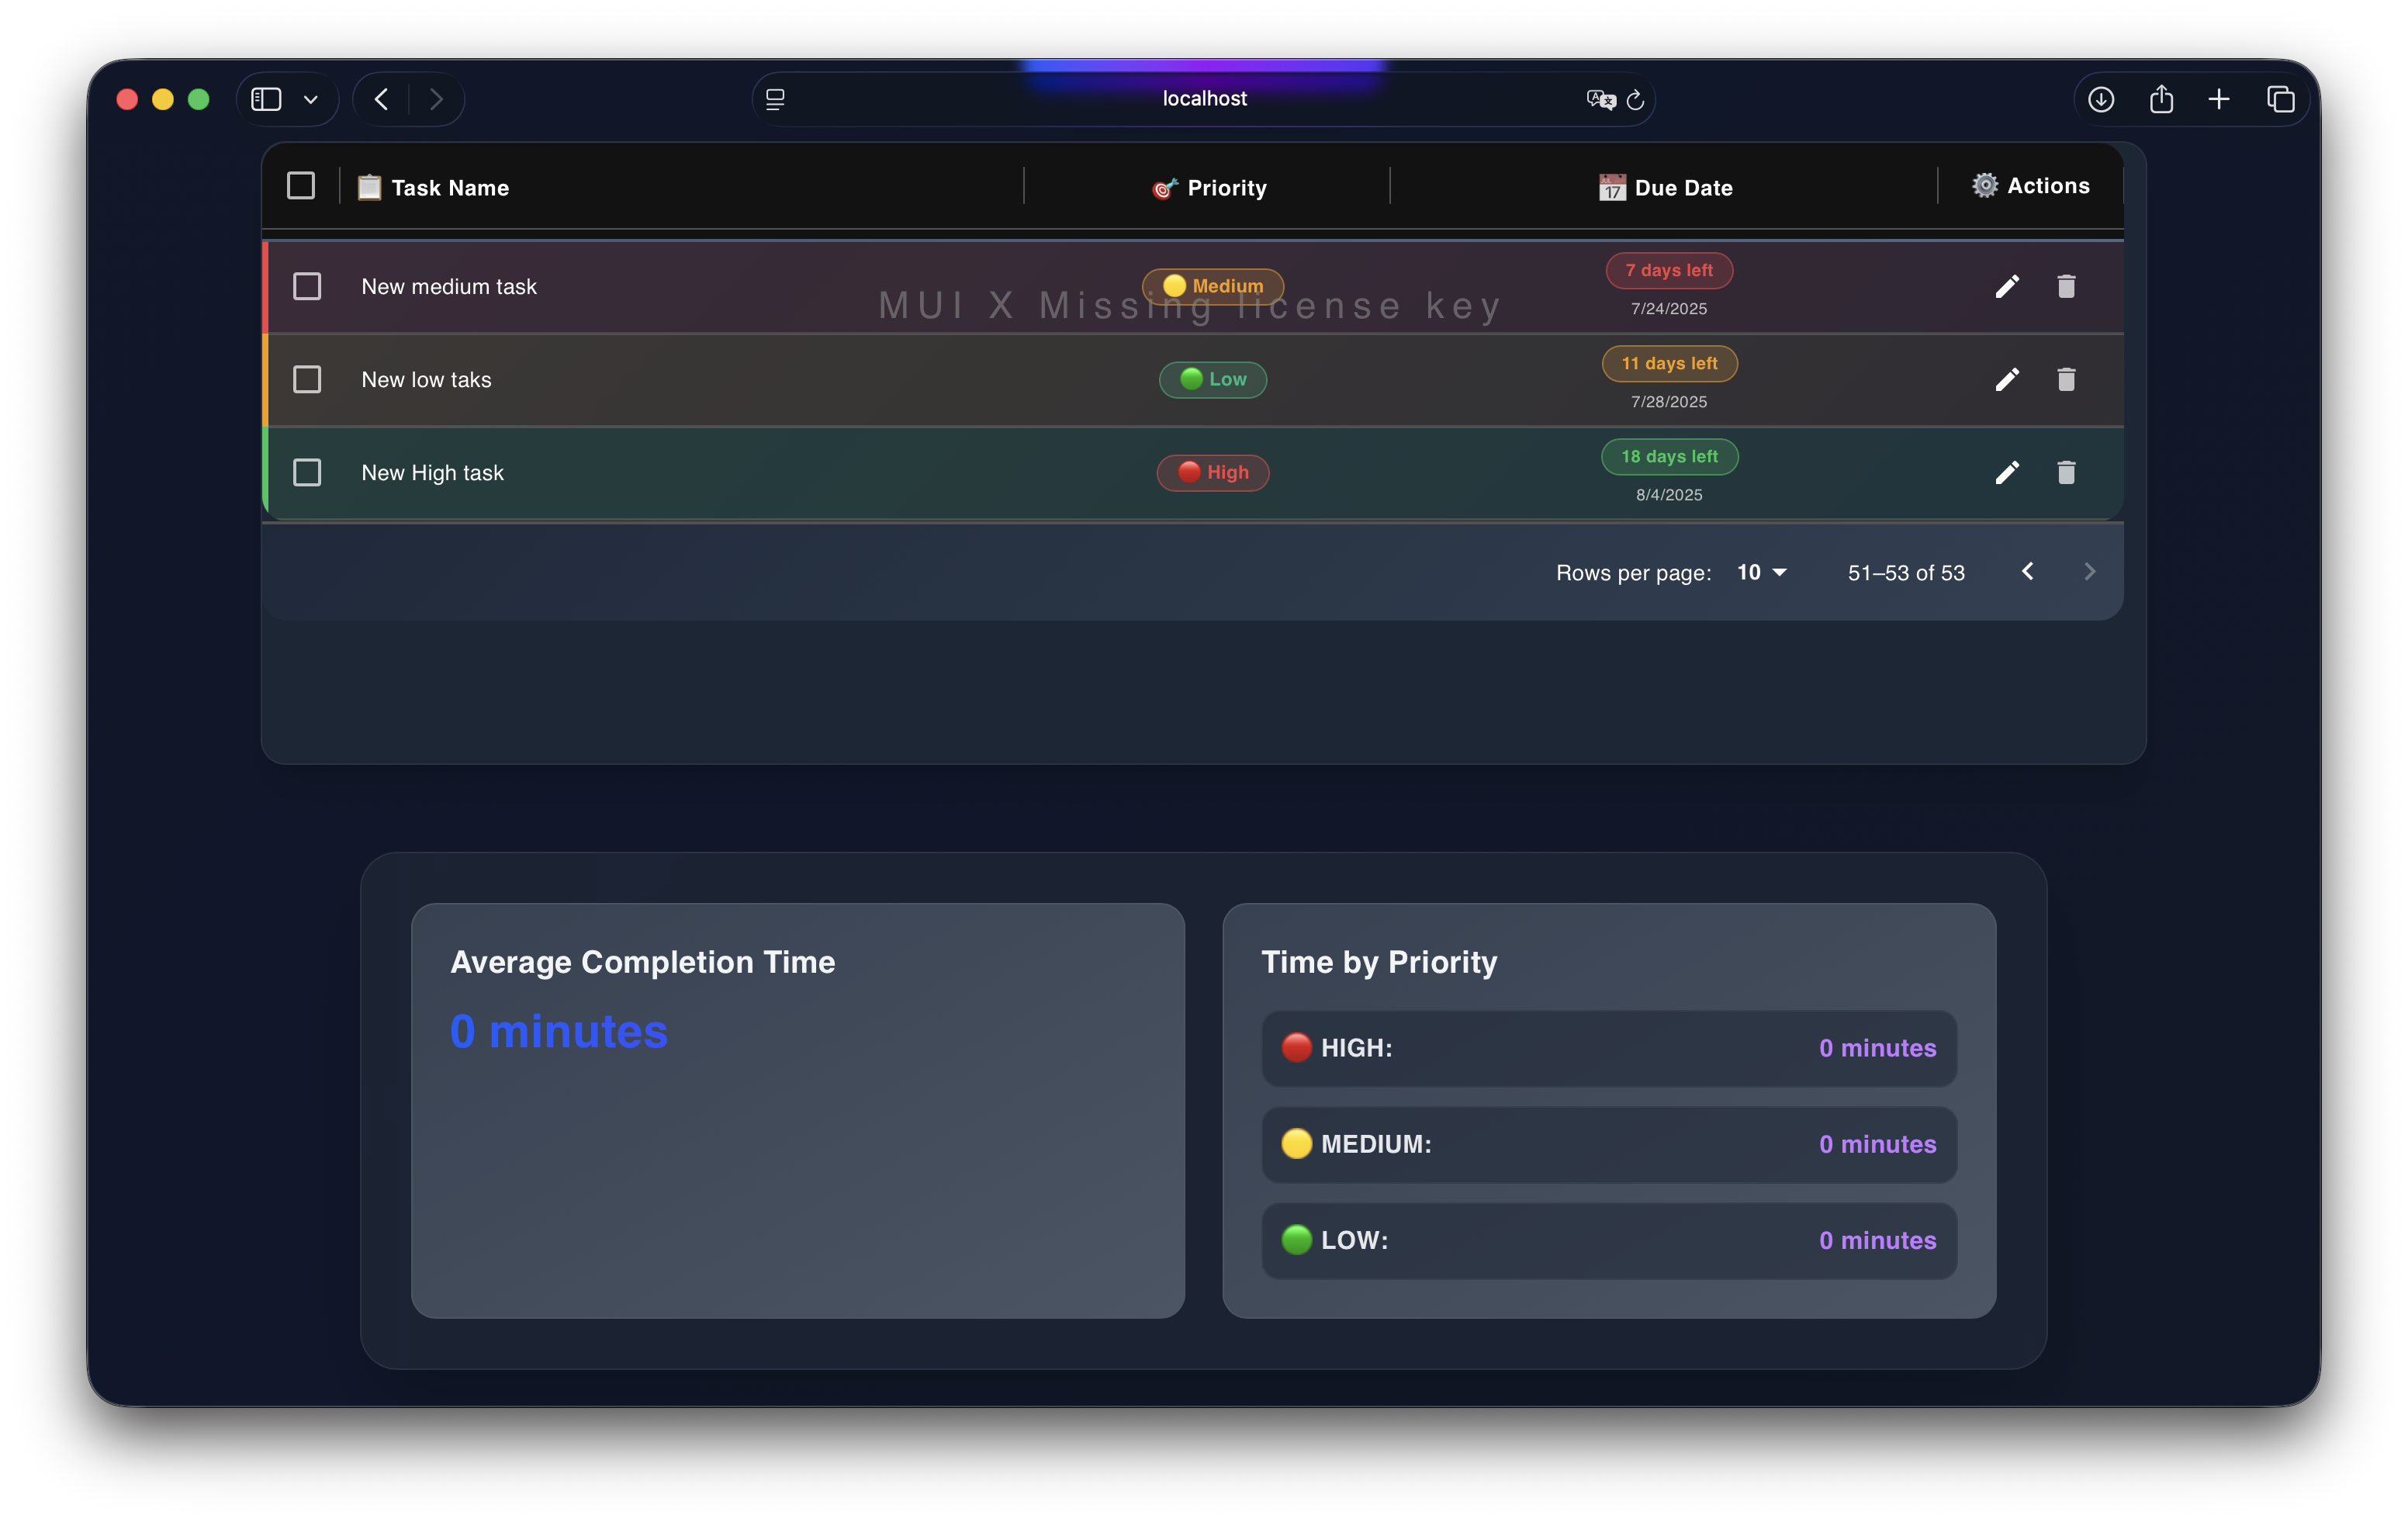 localhost
Task Name
Priority
17
Due Date
Actions
New medium task
Medium
7 days left
7/24/2025
MUI X Missing license key
New low taks
Low
11 days left
7/28/2025
New High task
High
18 days left
8/4/2025
Rows per page:
10
51–53 of 53
Average Completion Time
0 minutes
Time by Priority
HIGH:
0 minutes
MEDIUM:
0 minutes
LOW:
0 minutes